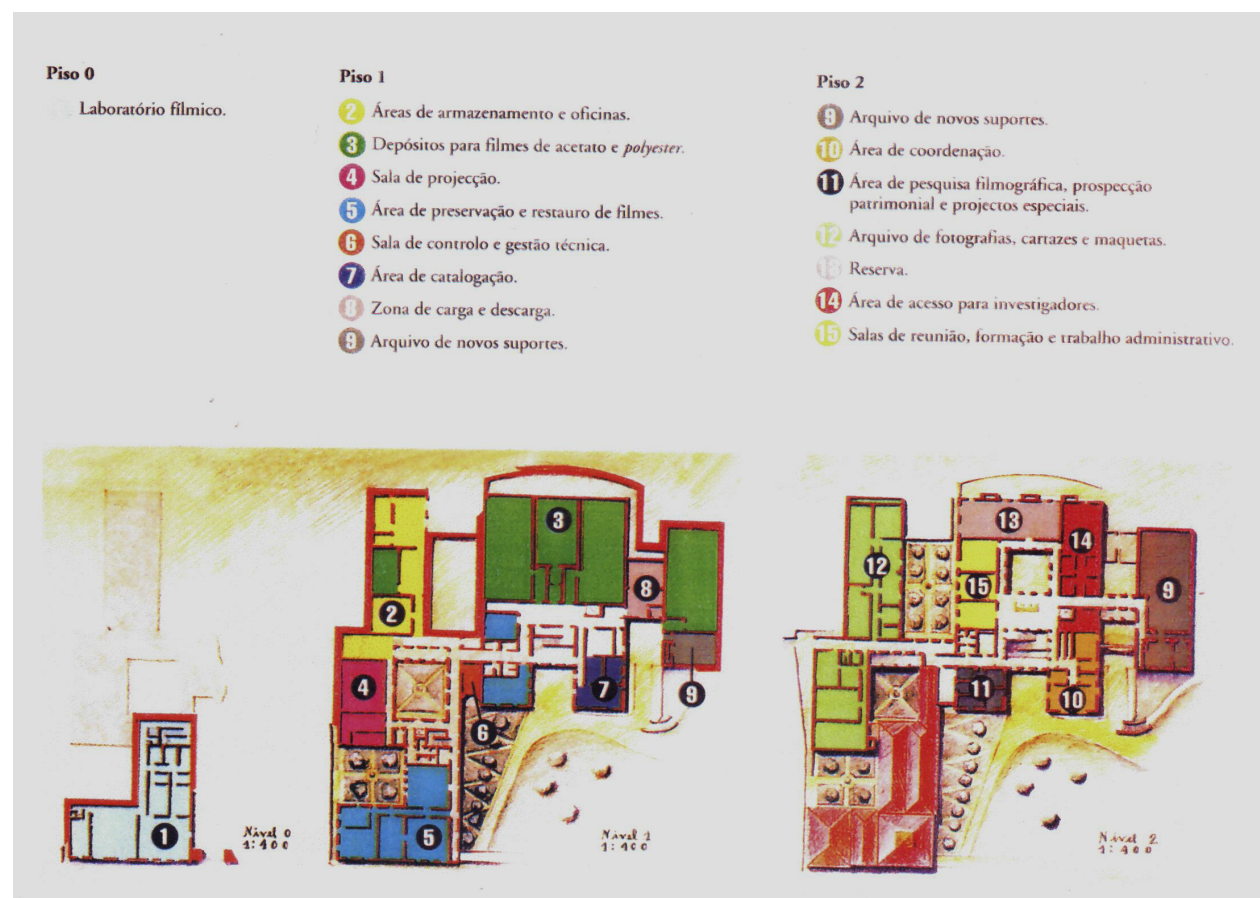 Piso 0
Laboratório fílmico.
Piso 1
2 Áreas de armazenamento e oficinas.
3 Depósitos para filmes de acetato e polyester.
4 Sala de projecção.
5 Área de preservação e restauro de filmes.
6 Sala de controlo e gestão técnica.
7 Área de catalogação.
8 Zona de carga e descarga.
9 Arquivo de novos suportes.
Piso 2
9 Arquivo de novos suportes.
10 Área de coordenação.
11 Área de pesquisa filmográfica, prospecção
patrimonial e projectos especiais.
12 Arquivo de fotografias, cartazes e maquetas.
13 Reserva.
14 Área de acesso para investigadores.
15 Salas de reunião, formação e trabalho administrativo.
1
Nível 0
1:400
3
8
2
4
7
9
6
5
Nível 1
1:400
13
14
12
15
9
11
10
Nível 2
1:400